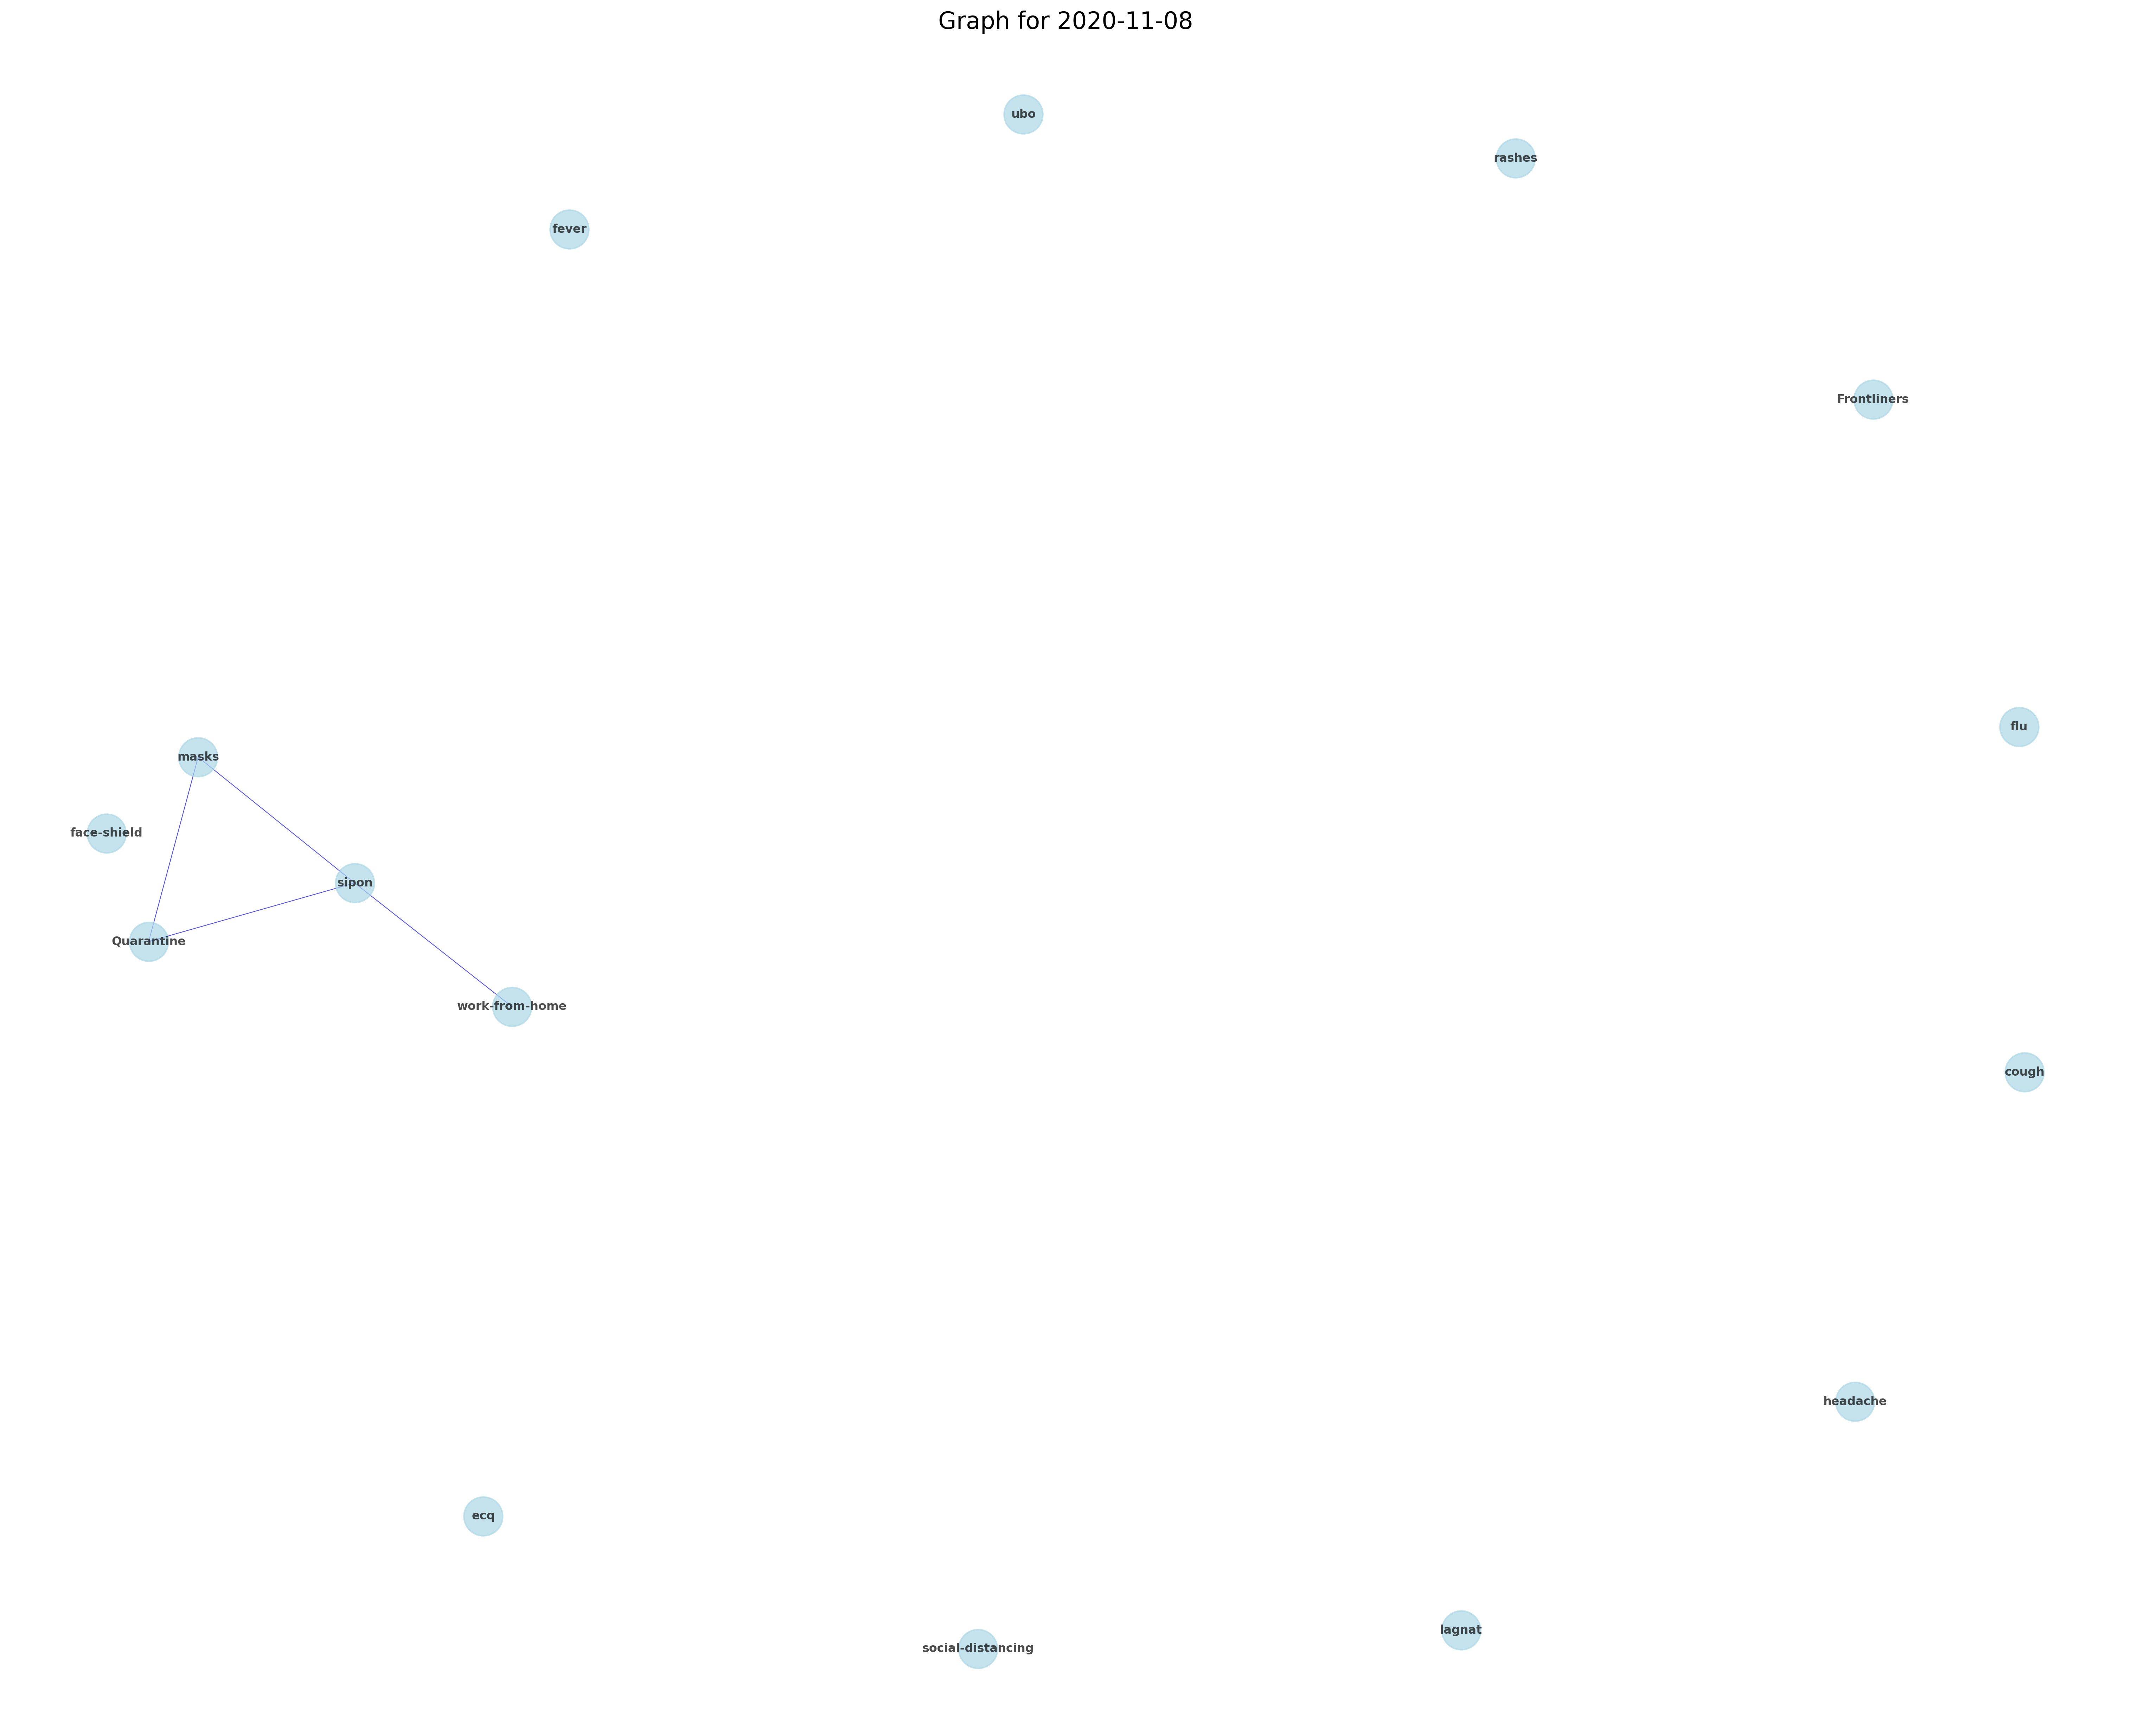 Graph for 2020-11-08
ubo
rashes
fever
Frontliners
flu
masks
face-shield
sipon
Quarantine
work-from-home
cough
headache
ecq
lagnat
social-distancing